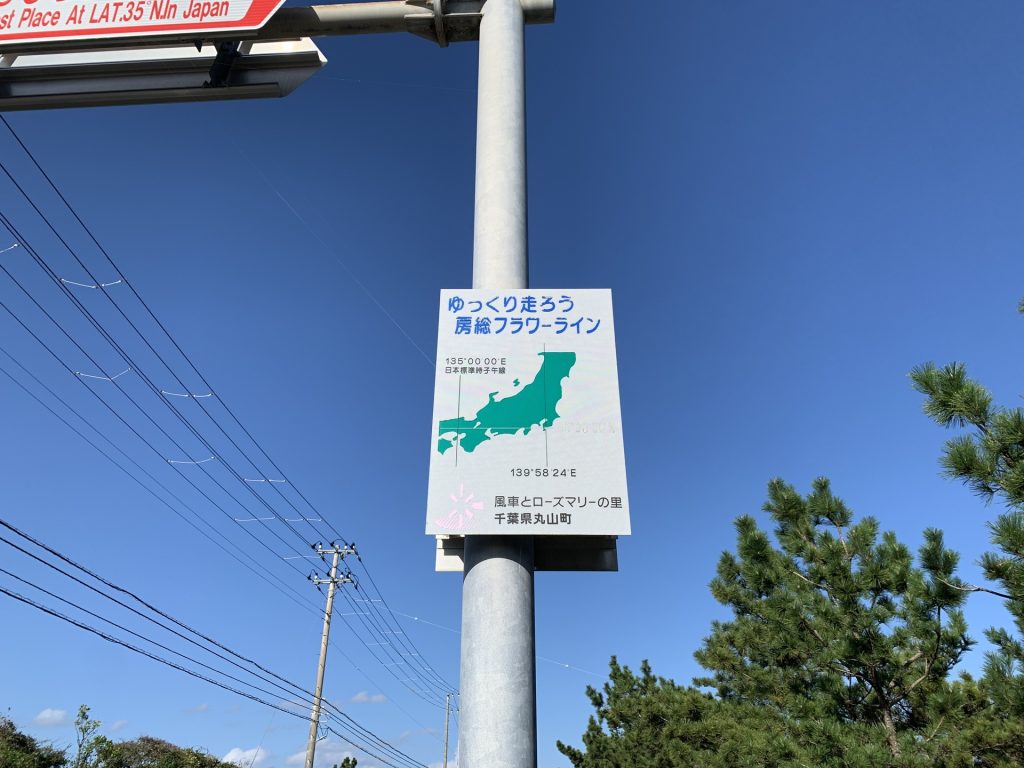 st Place At LAT.35°N.In Japan
ゆっくり走ろう
房総フラワーライン
135°00′00″E
日本標準時子午線
139°58′24″E
風車とローズマリーの里
千葉県丸山町